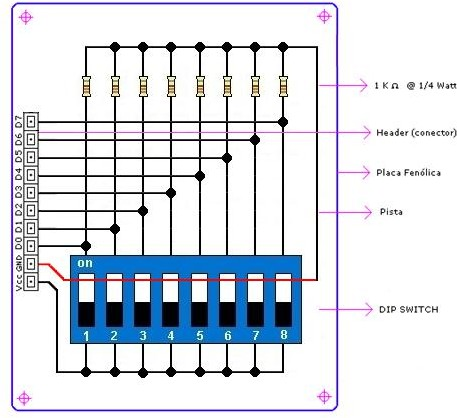 1 K Ω @ 1/4 Watt
D7
D6
Header (conector)
D5
D4
Placa Fenólica
D3
D2
Pista
D1
D0
GND
Vcc
on
DIP SWITCH
1 2 3 4 5 6 7 8